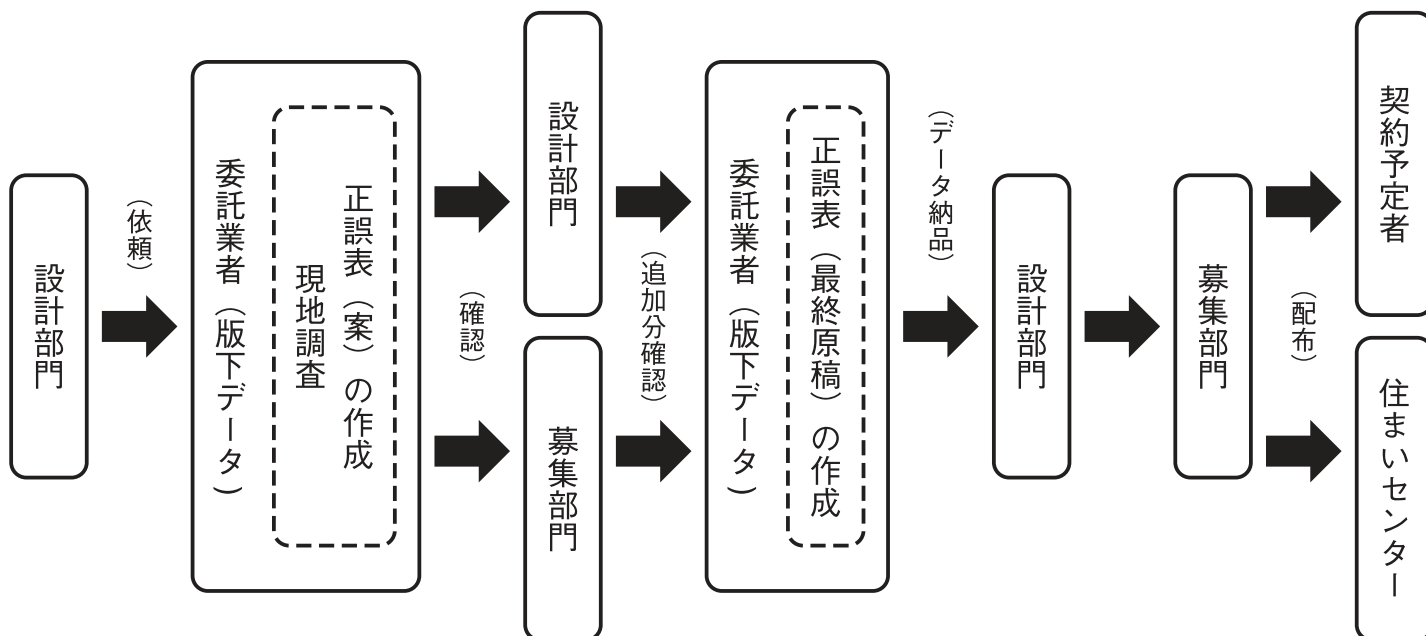 設計部門
（依頼）
委託業者（版下データ）
現地調査
正誤表（案）の作成
（確認）
設計部門
募集部門
（追加分確認）
委託業者（版下データ）
正誤表（最終原稿）の作成
（データ納品）
設計部門
募集部門
（配布）
契約予定者
住まいセンター